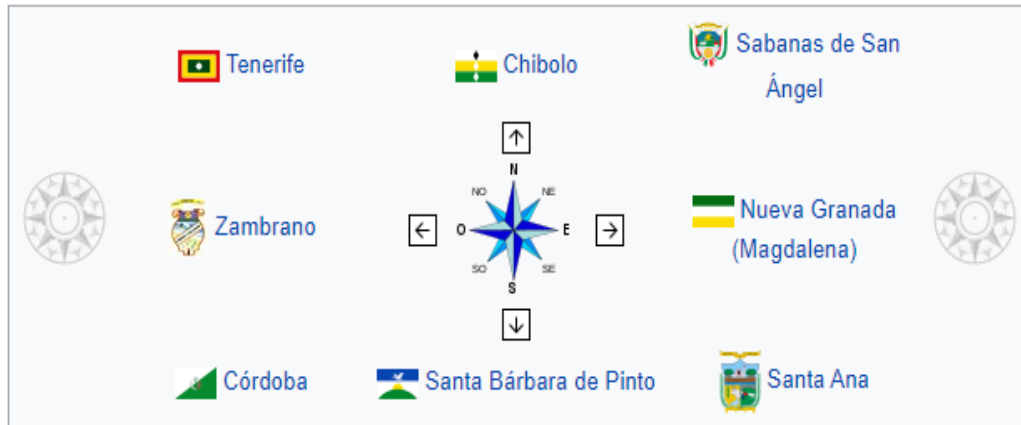 Tenerife
Chibolo
Sabanas de San
Ángel
N
NO
NE
Zambrano
O
E
Nueva Granada
(Magdalena)
SO
SE
S
Córdoba
Santa Bárbara de Pinto
Santa Ana